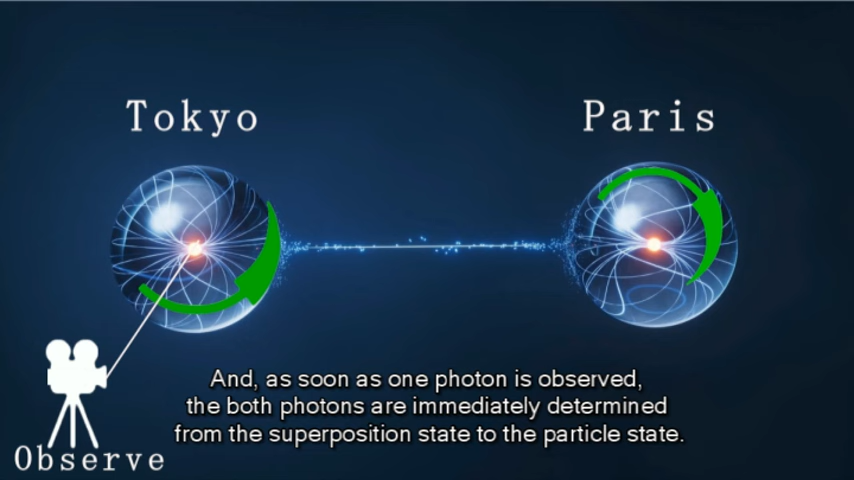 Tokyo
Paris
And, as soon as one photon is observed,
the both photons are immediately determined
from the superposition state to the particle state.
Observe